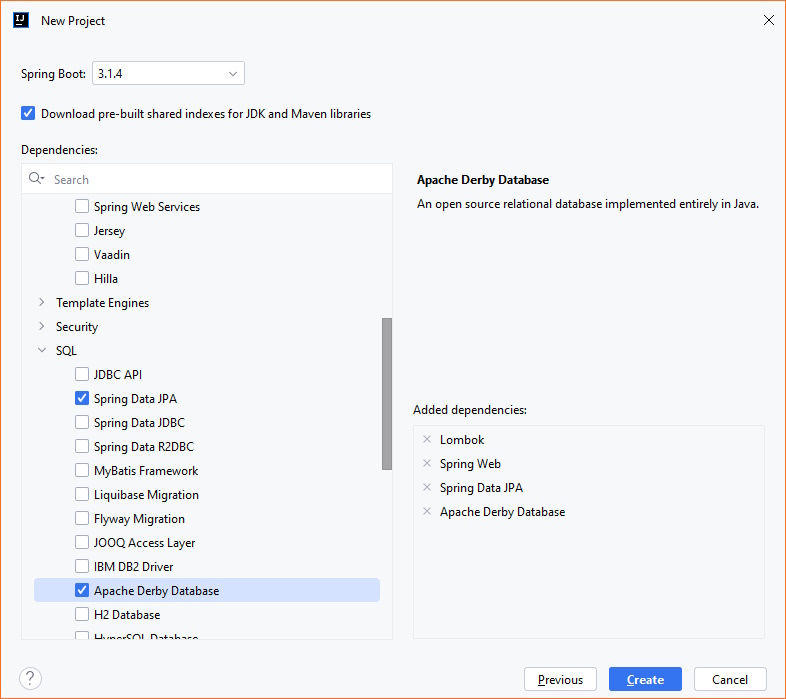 IJ
New Project
Spring Boot: 3.1.4
Download pre-built shared indexes for JDK and Maven libraries
Dependencies:
Search
Spring Web Services
Jersey
Vaadin
Hilla
Template Engines
Security
SQL
JDBC API
Spring Data JPA
Spring Data JDBC
Spring Data R2DBC
MyBatis Framework
Liquibase Migration
Flyway Migration
JOOQ Access Layer
IBM DB2 Driver
Apache Derby Database
H2 Database
HyperSQL Database
Apache Derby Database
An open source relational database implemented entirely in Java.
Added dependencies:
Lombok
Spring Web
Spring Data JPA
Apache Derby Database
?
Previous
Create
Cancel